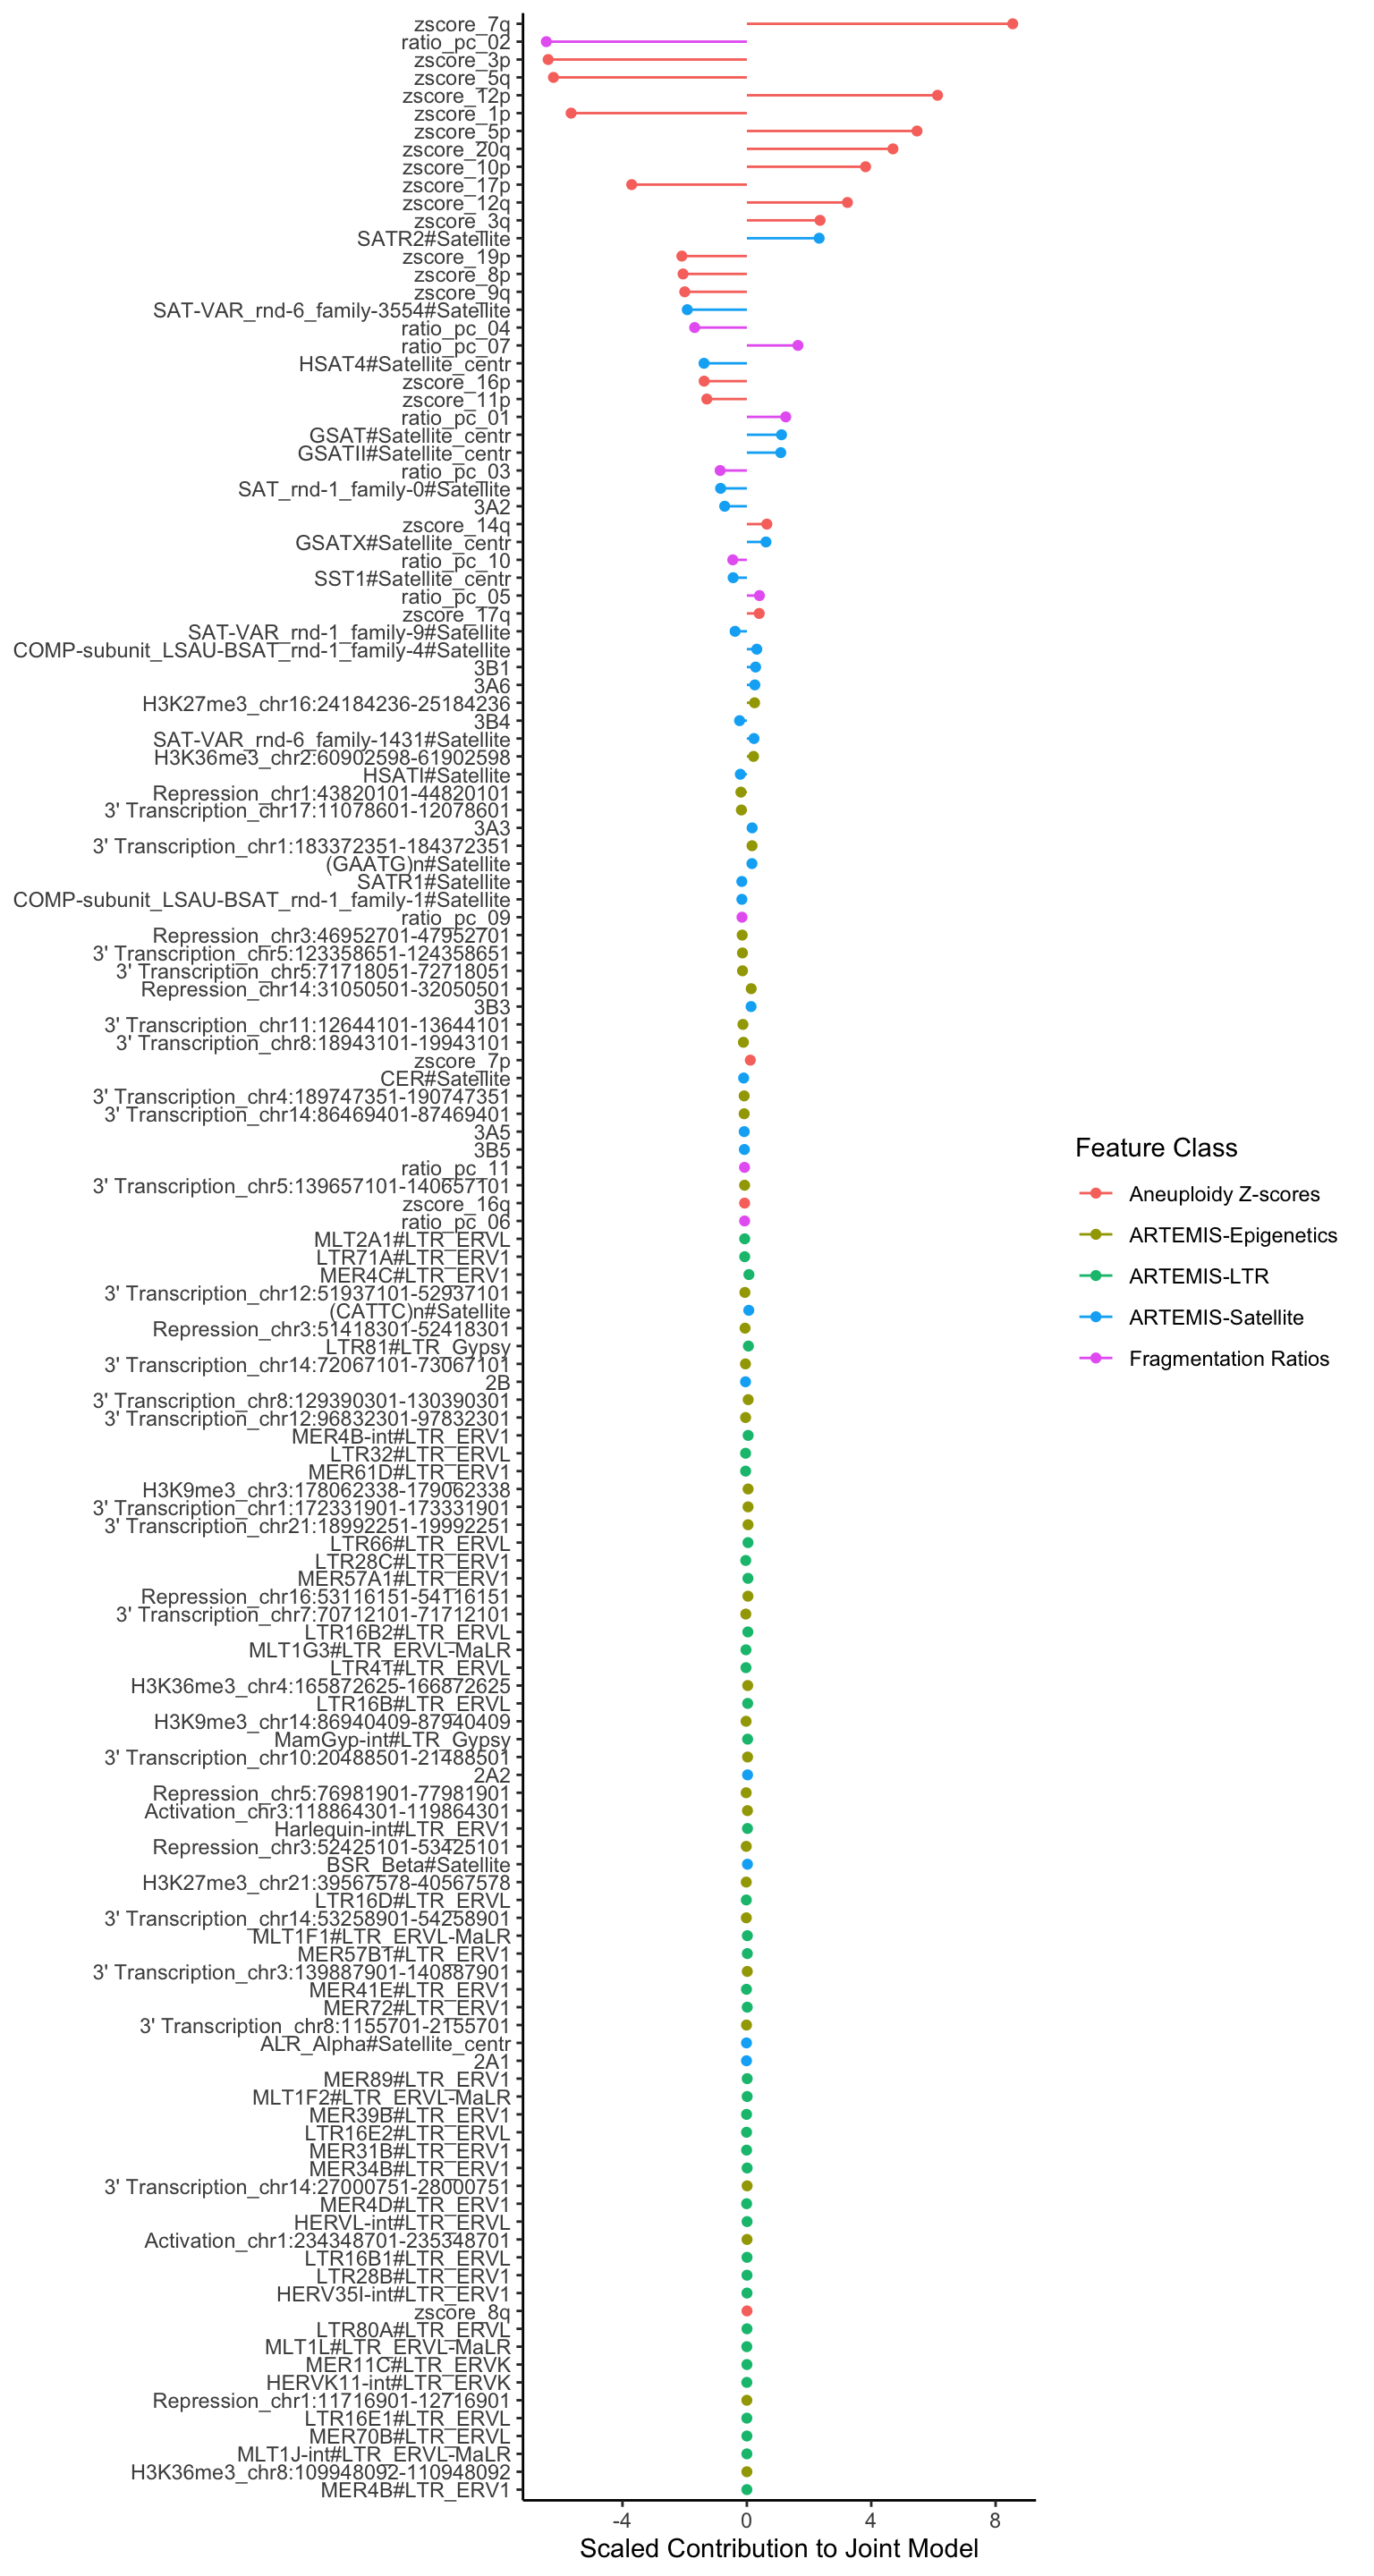 zscore_7q
ratio_pc_02
zscore_3p
zscore_5q
zscore_12p
zscore_1p
zscore_5p
zscore_20q
zscore_10p
zscore_17p
zscore_12q
zscore_3q
SATR2#Satellite
zscore_19p
zscore_8p
zscore_9q
SAT-VAR_rnd-6_family-3554#Satellite
ratio_pc_04
ratio_pc_07
HSAT4#Satellite_centr
zscore_16p
zscore_11p
ratio_pc_01
GSAT#Satellite_centr
GSATII#Satellite_centr
ratio_pc_03
SAT_rnd-1_family-0#Satellite
3A2
zscore_14q
GSATX#Satellite_centr
ratio_pc_10
SST1#Satellite_centr
ratio_pc_05
zscore_17q
SAT-VAR_rnd-1_family-9#Satellite
COMP-subunit_LSAU-BSAT_rnd-1_family-4#Satellite
3B1
3A6
H3K27me3_chr16:24184236-25184236
3B4
SAT-VAR_rnd-6_family-1431#Satellite
H3K36me3_chr2:60902598-61902598
HSATI#Satellite
Repression_chr1:43820101-44820101
3' Transcription_chr17:11078601-12078601
3A3
3' Transcription_chr1:183372351-184372351
(GAATG)n#Satellite
SATR1#Satellite
COMP-subunit_LSAU-BSAT_rnd-1_family-1#Satellite
ratio_pc_09
Repression_chr3:46952701-47952701
3' Transcription_chr5:123358651-124358651
3' Transcription_chr5:71718051-72718051
Repression_chr14:31050501-32050501
3B3
3' Transcription_chr11:12644101-13644101
3' Transcription_chr8:18943101-19943101
zscore_7p
CER#Satellite
3' Transcription_chr4:189747351-190747351
3' Transcription_chr14:86469401-87469401
3A5
3B5
ratio_pc_11
3' Transcription_chr5:139657101-140657101
zscore_16q
ratio_pc_06
MLT2A1#LTR_ERVL
LTR71A#LTR_ERV1
MER4C#LTR_ERV1
3' Transcription_chr12:51937101-52937101
(CATTC)n#Satellite
Repression_chr3:51418301-52418301
LTR81#LTR_Gypsy
3' Transcription_chr14:72067101-73067101
2B
3' Transcription_chr8:129390301-130390301
3' Transcription_chr12:96832301-97832301
MER4B-int#LTR_ERV1
LTR32#LTR_ERVL
MER61D#LTR_ERV1
H3K9me3_chr3:178062338-179062338
3' Transcription_chr1:172331901-173331901
3' Transcription_chr21:18992251-19992251
LTR66#LTR_ERVL
LTR28C#LTR_ERV1
MER57A1#LTR_ERV1
Repression_chr16:53116151-54116151
3' Transcription_chr7:70712101-71712101
LTR16B2#LTR_ERVL
MLT1G3#LTR_ERVL-MaLR
LTR41#LTR_ERVL
H3K36me3_chr4:165872625-166872625
LTR16B#LTR_ERVL
H3K9me3_chr14:86940409-87940409
MamGyp-int#LTR_Gypsy
3' Transcription_chr10:20488501-21488501
2A2
Repression_chr5:76981901-77981901
Activation_chr3:118864301-119864301
Harlequin-int#LTR_ERV1
Repression_chr3:52425101-53425101
BSR_Beta#Satellite
H3K27me3_chr21:39567578-40567578
LTR16D#LTR_ERVL
3' Transcription_chr14:53258901-54258901
MLT1F1#LTR_ERVL-MaLR
MER57B1#LTR_ERV1
3' Transcription_chr3:139887901-140887901
MER41E#LTR_ERV1
MER72#LTR_ERV1
3' Transcription_chr8:1155701-2155701
ALR_Alpha#Satellite_centr
2A1
MER89#LTR_ERV1
MLT1F2#LTR_ERVL-MaLR
MER39B#LTR_ERV1
LTR16E2#LTR_ERVL
MER31B#LTR_ERV1
MER34B#LTR_ERV1
3' Transcription_chr14:27000751-28000751
MER4D#LTR_ERV1
HERVL-int#LTR_ERVL
Activation_chr1:234348701-235348701
LTR16B1#LTR_ERVL
LTR28B#LTR_ERV1
HERV35I-int#LTR_ERV1
zscore_8q
LTR80A#LTR_ERVL
MLT1L#LTR_ERVL-MaLR
MER11C#LTR_ERVK
HERVK11-int#LTR_ERVK
Repression_chr1:11716901-12716901
LTR16E1#LTR_ERVL
MER70B#LTR_ERVL
MLT1J-int#LTR_ERVL-MaLR
H3K36me3_chr8:109948092-110948092
MER4B#LTR_ERV1
-4 0 4 8
Scaled Contribution to Joint Model
Feature Class
Aneuploidy Z-scores
ARTEMIS-Epigenetics
ARTEMIS-LTR
ARTEMIS-Satellite
Fragmentation Ratios